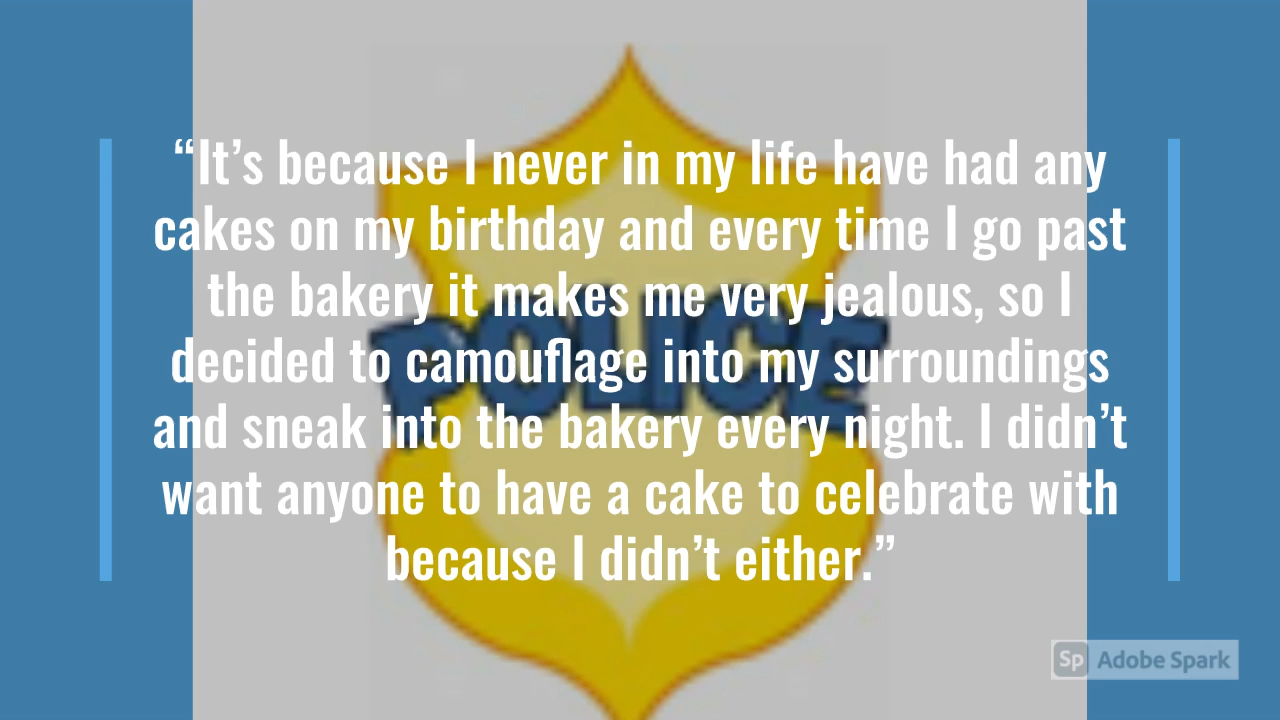 “It’s because I never in my life have had any
cakes on my birthday and every time I go past
the bakery it makes me very jealous, so I
decided to camouflage into my surroundings
and sneak into the bakery every night. I didn’t
want anyone to have a cake to celebrate with
because I didn’t either.”
POLICE
Sp Adobe Spark